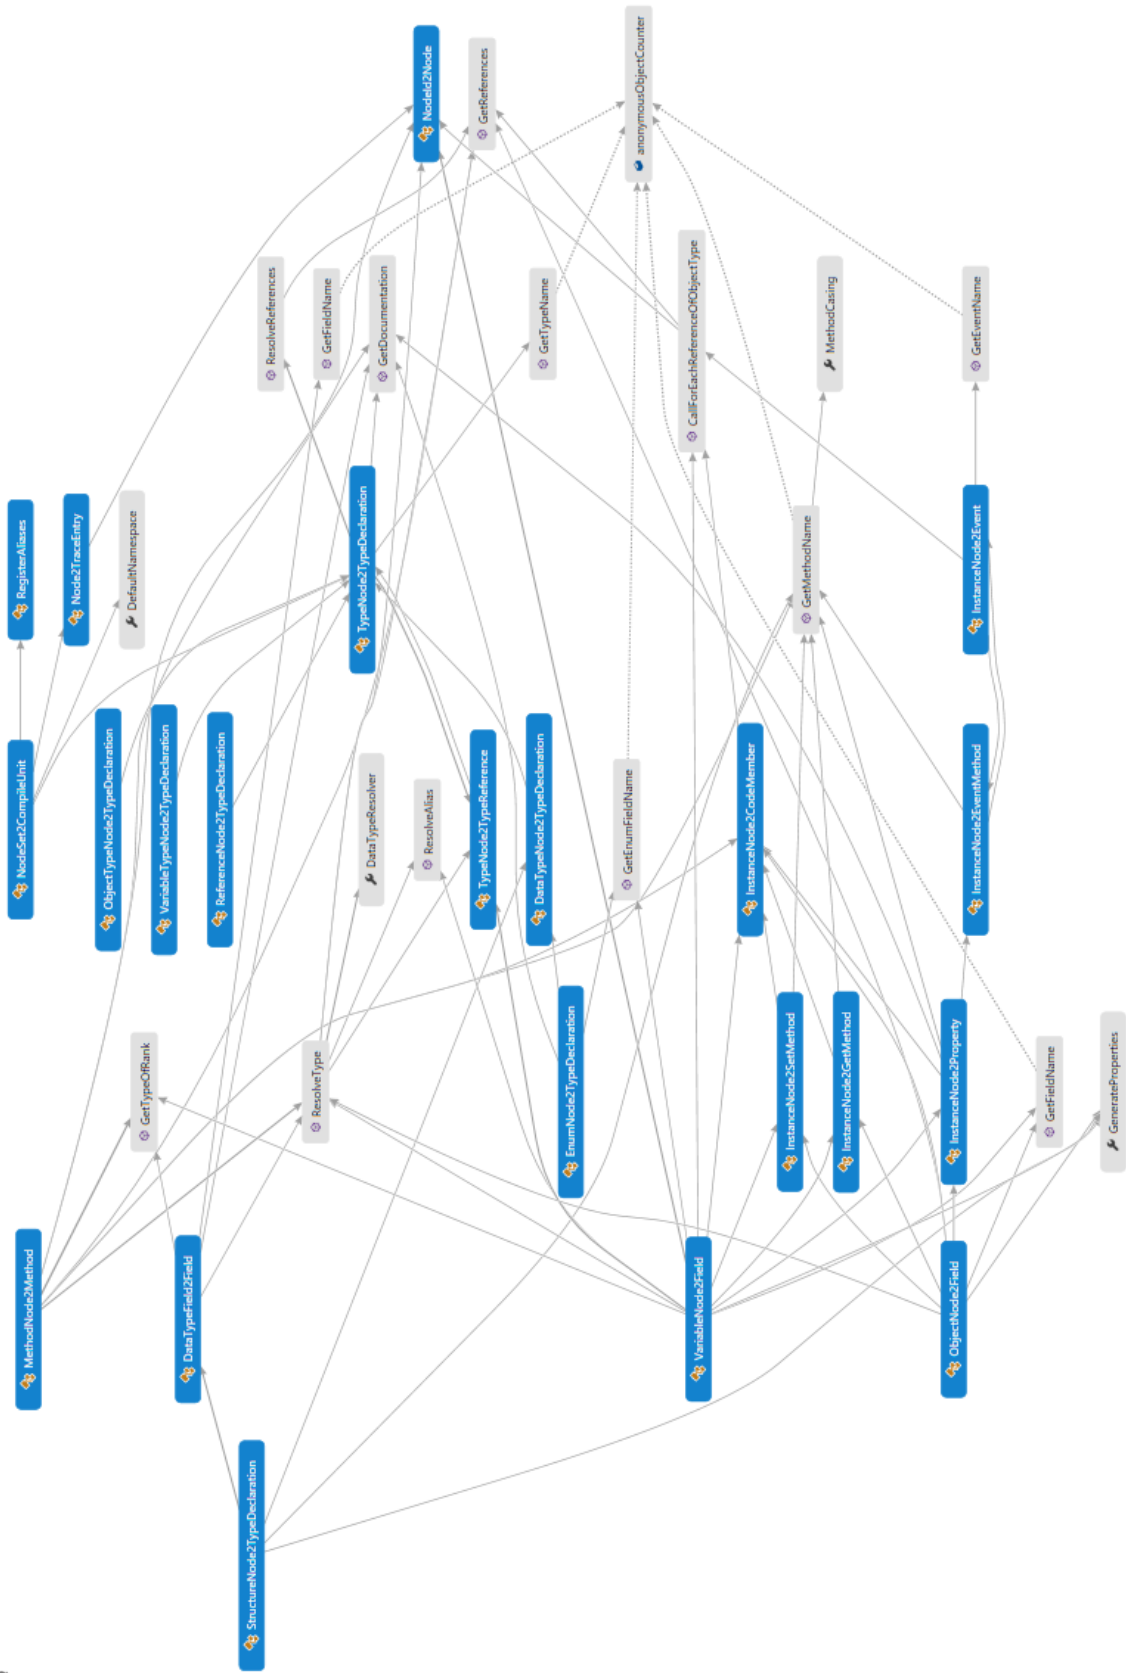 NodeId2Node
GetReferences
anonymousObjectCounter
ResolveReferences
GetFieldName
GetDocumentation
GetTypeName
CallForEachReferenceOfObjectType
MethodCasing
GetEventName
RegisterAliases
Node2TraceEntry
DefaultNamespace
TypeNode2TypeDeclaration
GetMethodName
InstanceNode2Event
NodeSet2CompileUnit
ObjectTypeNode2TypeDeclaration
VariableTypeNode2TypeDeclaration
ReferenceNode2TypeDeclaration
DataTypeResolver
ResolveAlias
TypeNode2TypeReference
DataTypeNode2TypeDeclaration
GetEnumFieldName
InstanceNode2CodeMember
InstanceNode2EventMethod
GetTypeOfRank
ResolveType
EnumNode2TypeDeclaration
InstanceNode2SetMethod
InstanceNode2GetMethod
InstanceNode2Property
GetFieldName
GenerateProperties
MethodNode2Method
DataTypeField2Field
VariableNode2Field
ObjectNode2Field
StructureNode2TypeDeclaration